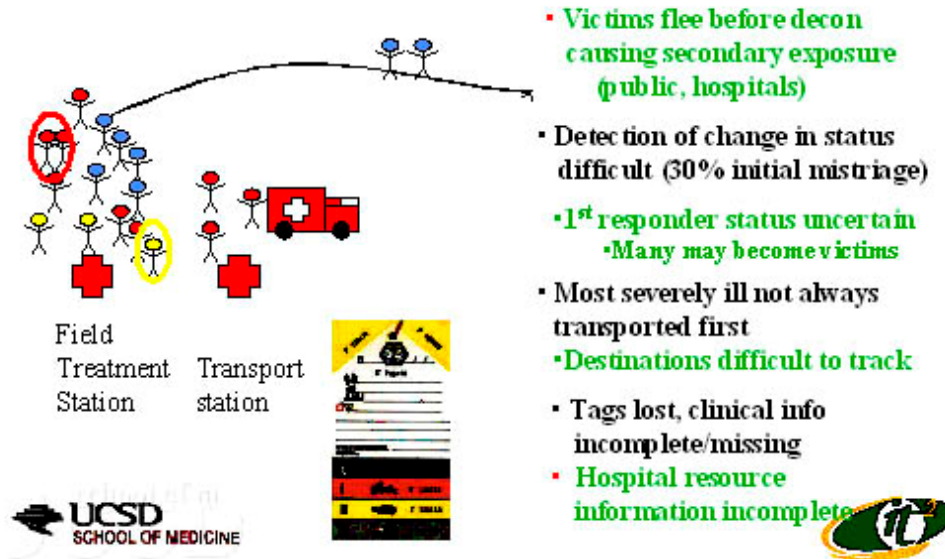 ▪ Victims flee before decon
causing secondary exposure
(public, hospitals)
▪ Detection of change in status
difficult (30% initial mistriage)
▪1st responder status uncertain
▪Many may become victims
▪ Most severely ill not always
transported first
▪Destinations difficult to track
▪ Tags lost, clinical info
incomplete/missing
▪ Hospital resource
information incomplete
Field
Treatment
Station
Transport
station
UCSD
SCHOOL OF MEDICINE
it2